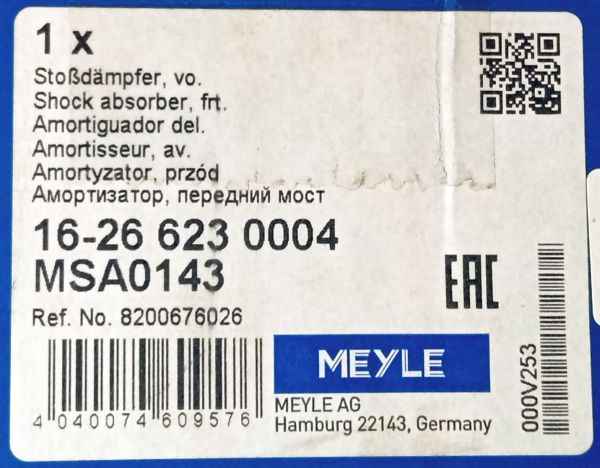 1 x
Stoßdämpfer, vo.
Shock absorber, frt.
Amortiguador del.
Amortisseur, av.
Amortyzator, przód
Амортизатор, передний мост
16-26 623 0004
MSA0143
Ref. No. 8200676026
EAC
4 040074 609576
MEYLE
MEYLE AG
Hamburg 22143, Germany
000V253